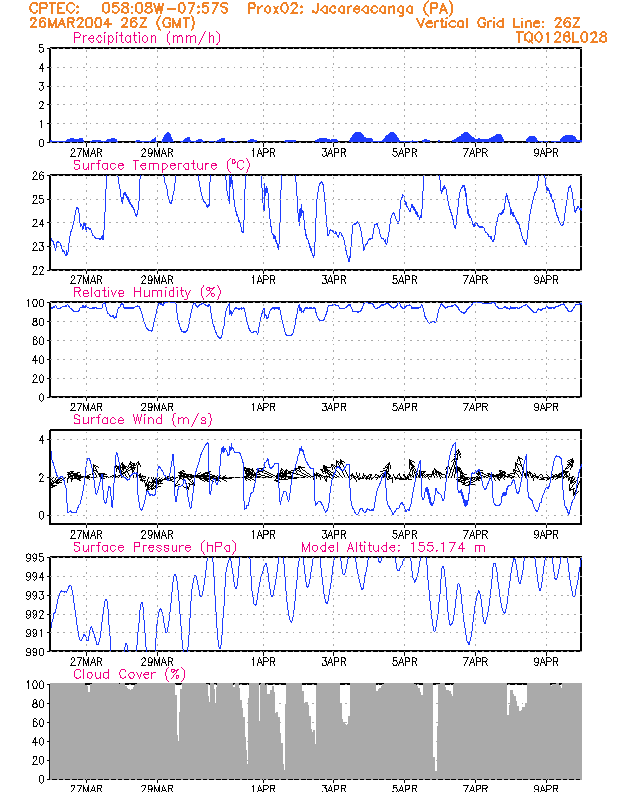 CPTEC: 058:08W-07:57S ProxO2: Jacareacanga (PA)
26MAR2004 26Z (GMT) Vertical Grid Line: 26Z
Precipitation (mm/h) TQ0126L028
5
4
3
2
1
0
27MAR 29MAR 1APR 3APR 5APR 7APR 9APR
Surface Temperature (°C)
26
25
24
23
22
27MAR 29MAR 1APR 3APR 5APR 7APR 9APR
Relative Humidity (%)
100
80
60
40
20
0
27MAR 29MAR 1APR 3APR 5APR 7APR 9APR
Surface Wind (m/s)
4
2
0
27MAR 29MAR 1APR 3APR 5APR 7APR 9APR
Surface Pressure (hPa) Model Altitude: 155.174 m
995
994
993
992
991
990
27MAR 29MAR 1APR 3APR 5APR 7APR 9APR
Cloud Cover (%)
100
80
60
40
20
0
27MAR 29MAR 1APR 3APR 5APR 7APR 9APR